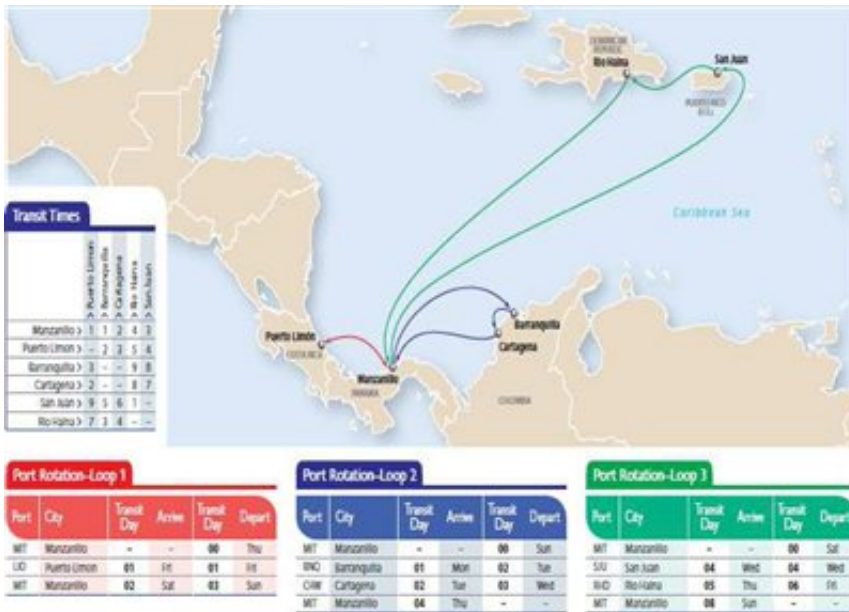 DOMINICAN
REPUBLIC
Rio Haina
San Juan
PUERTO RICO
Caribbean Sea
Transit Times
> Puerto Limon
> Barranquilla
> Cartagena
> Rio Haina
> San Juan
Manzanillo > 1 1 2 4 3
Puerto Limon > - 2 3 5 4
Barranquilla > 3 - - 9 8
Cartagena > 2 - - 8 7
San Juan > 9 5 6 1 -
Rio Haina > 7 3 4 - -
Puerto Limón
COSTA RICA
Manzanillo
PANAMA
Barranquilla
Cartagena
COLOMBIA
Port Rotation–Loop 1
Port City Transit Day Arrive Transit Day Depart
MIT Manzanillo - - 00 Thu
LIO Puerto Limon 01 Fri 01 Fri
MIT Manzanillo 02 Sat 03 Sun
Port Rotation–Loop 2
Port City Transit Day Arrive Transit Day Depart
MIT Manzanillo - - 00 Sun
BNQ Barranquilla 01 Mon 02 Tue
Cartagena 02 Tue 03 Wed
MIT Manzanillo 04 Thu - -
Port Rotation–Loop 3
Port City Transit Day Arrive Transit Day Depart
MIT Manzanillo - - 00 Sat
SJU San Juan 04 Wed 04 Wed
Rio Haina 05 Thu 06 Fri
MIT Manzanillo 08 Sun - -